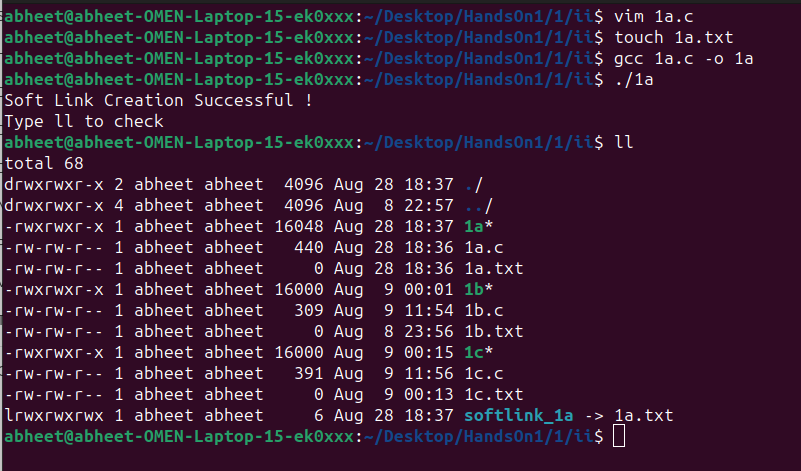 abheet@abheet-OMEN-Laptop-15-ek0xxx:~/Desktop/HandsOn1/1/ii$ vim 1a.c
abheet@abheet-OMEN-Laptop-15-ek0xxx:~/Desktop/HandsOn1/1/ii$ touch 1a.txt
abheet@abheet-OMEN-Laptop-15-ek0xxx:~/Desktop/HandsOn1/1/ii$ gcc 1a.c -o 1a
abheet@abheet-OMEN-Laptop-15-ek0xxx:~/Desktop/HandsOn1/1/ii$ ./1a
Soft Link Creation Successful !
Type ll to check
abheet@abheet-OMEN-Laptop-15-ek0xxx:~/Desktop/HandsOn1/1/ii$ ll
total 68
drwxrwxr-x 2 abheet abheet  4096 Aug 28 18:37 ./
drwxrwxr-x 4 abheet abheet  4096 Aug  8 22:57 ../
-rwxrwxr-x 1 abheet abheet 16048 Aug 28 18:37 1a*
-rw-rw-r-- 1 abheet abheet   440 Aug 28 18:36 1a.c
-rw-rw-r-- 1 abheet abheet     0 Aug 28 18:36 1a.txt
-rwxrwxr-x 1 abheet abheet 16000 Aug  9 00:01 1b*
-rw-rw-r-- 1 abheet abheet   309 Aug  9 11:54 1b.c
-rw-rw-r-- 1 abheet abheet     0 Aug  8 23:56 1b.txt
-rwxrwxr-x 1 abheet abheet 16000 Aug  9 00:15 1c*
-rw-rw-r-- 1 abheet abheet   391 Aug  9 11:56 1c.c
-rw-rw-r-- 1 abheet abheet     0 Aug  9 00:13 1c.txt
lrwxrwxrwx 1 abheet abheet     6 Aug 28 18:37 softlink_1a -> 1a.txt
abheet@abheet-OMEN-Laptop-15-ek0xxx:~/Desktop/HandsOn1/1/ii$